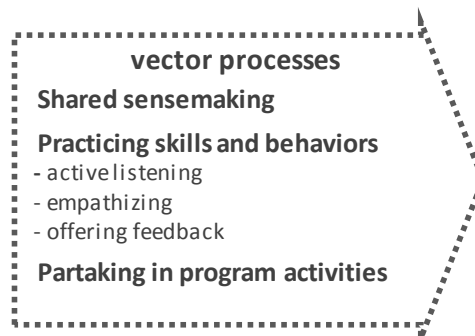 vector processes
Shared sensemaking
Practicing skills and behaviors
- active listening
- empathizing
- offering feedback
Partaking in program activities